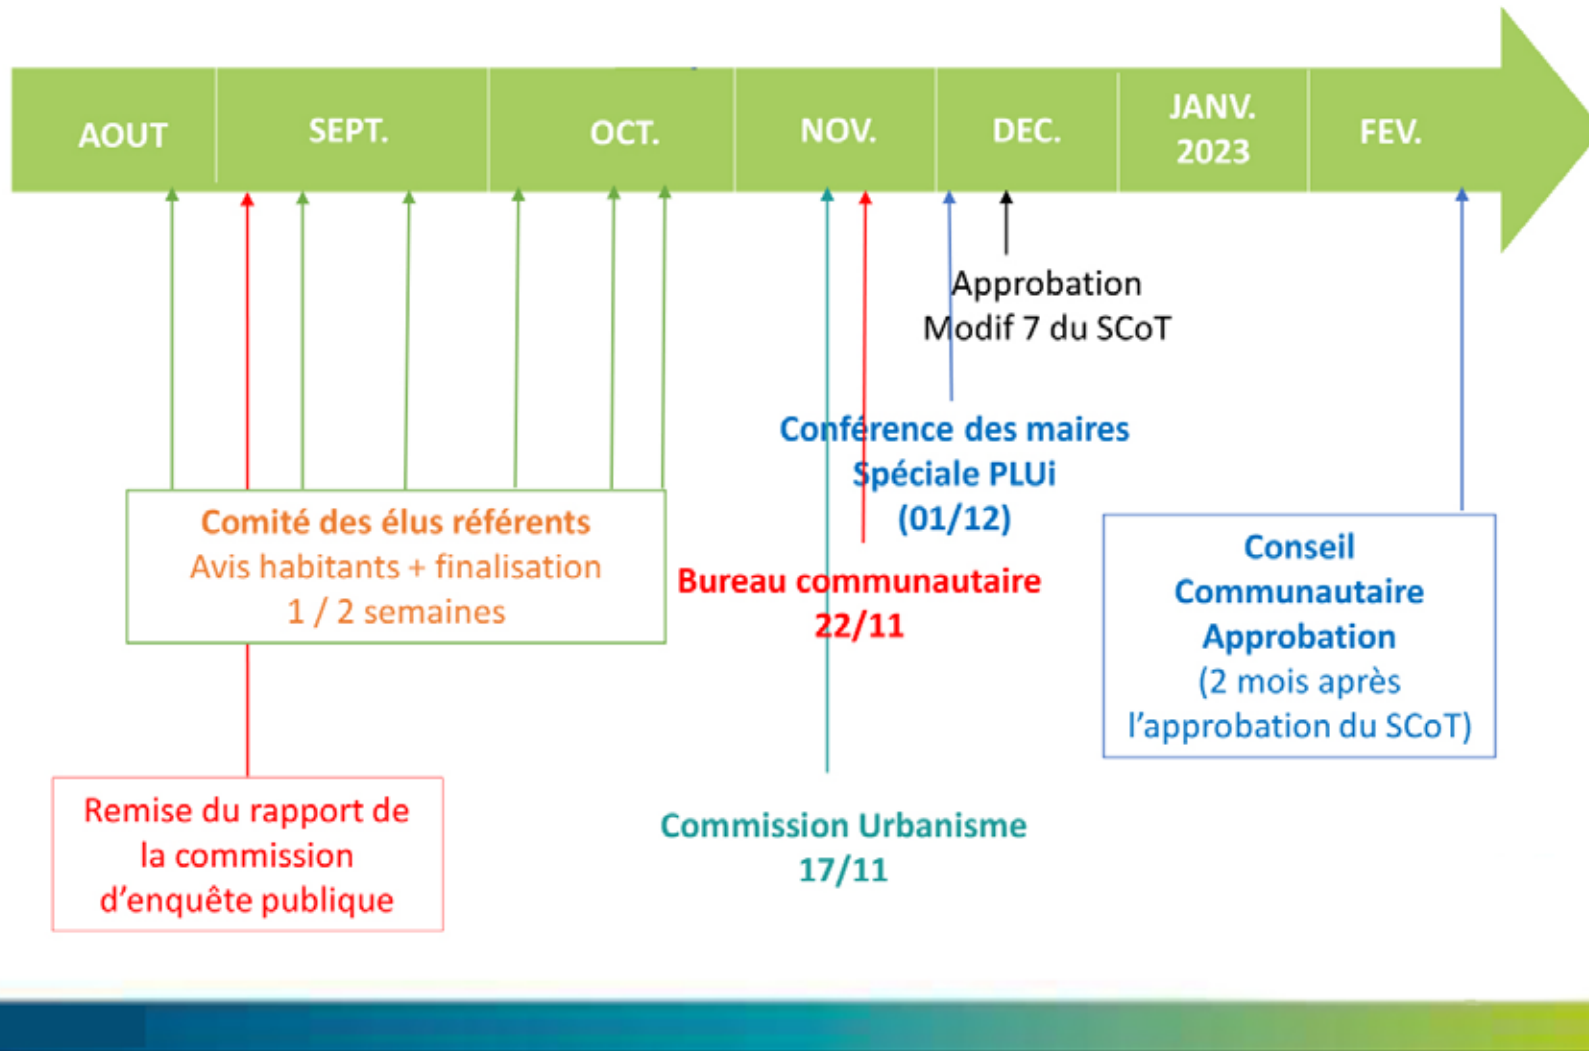 AOUT
SEPT.
OCT.
NOV.
DEC.
JANV.
2023
FEV.
Approbation
Modif 7 du SCoT
Conférence des maires
Spéciale PLUi
(01/12)
Comité des élus référents
Avis habitants + finalisation
1 / 2 semaines
Bureau communautaire
22/11
Conseil
Communautaire
Approbation
(2 mois après
l’approbation du SCoT)
Remise du rapport de
la commission
d’enquête publique
Commission Urbanisme
17/11